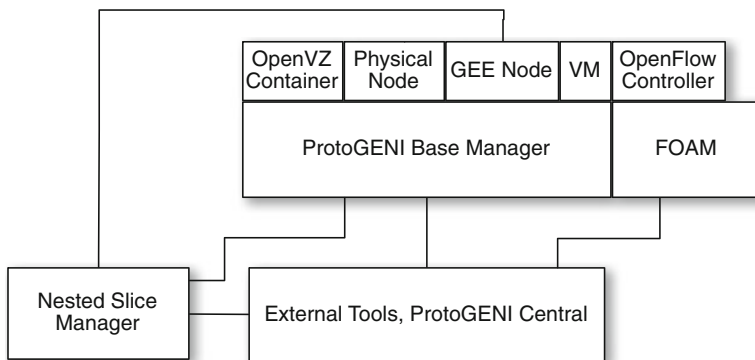 OpenVZ
Container
Physical
Node
GEE Node
VM
OpenFlow
Controller
ProtoGENI Base Manager
FOAM
Nested Slice
Manager
External Tools, ProtoGENI Central